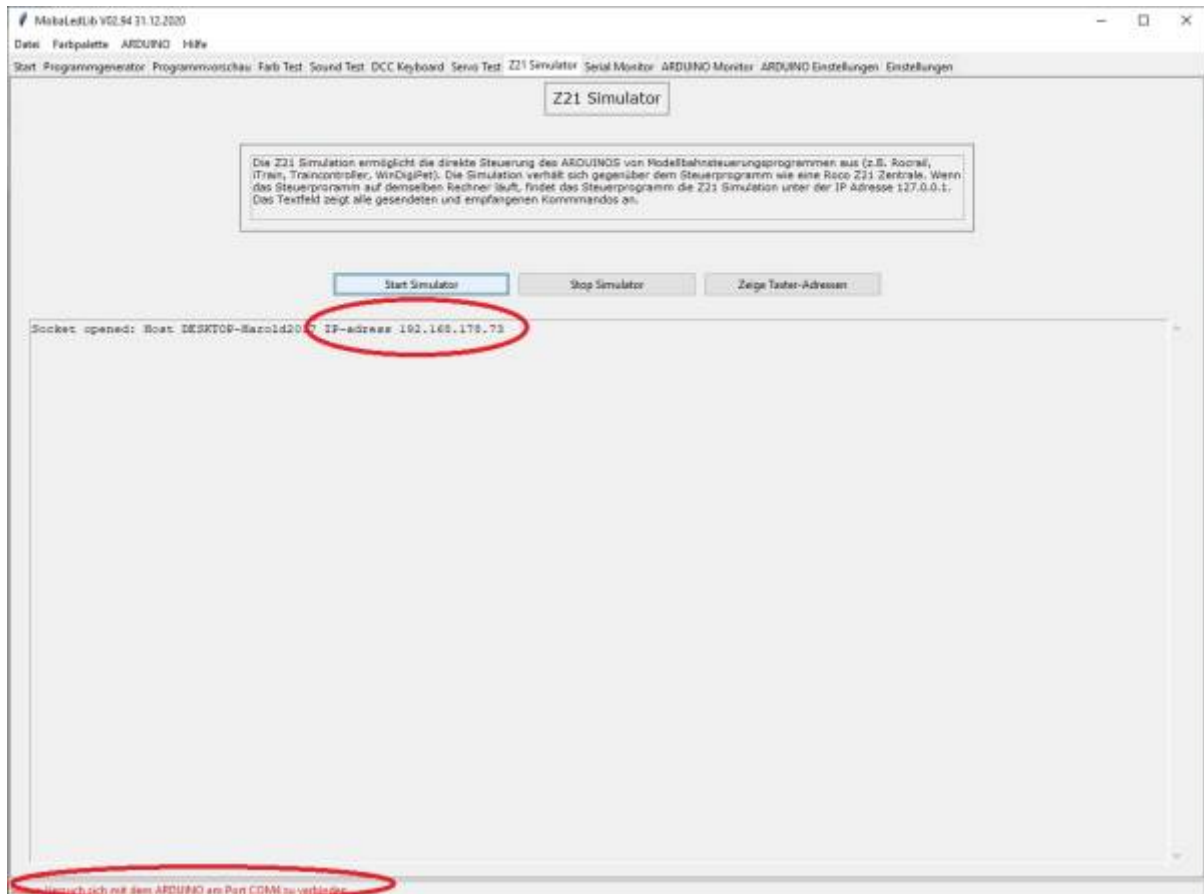 MobaLedLib V02.94 31.12.2020
Datei Farbpalette ARDUINO Hilfe
Start Programmgenerator Programmvorschau Farb Test Sound Test DCC Keyboard Servo Test Z21 Simulator Serial Monitor ARDUINO Monitor ARDUINO Einstellungen Einstellungen
Z21 Simulator
Die Z21 Simulation ermöglicht die direkte Steuerung des ARDUINOS von Modellbahnsteuerungsprogrammen aus (z.B. Rocrail,
iTrain, Traincontroller, WinDigiPet). Die Simulation verhält sich gegenüber dem Steuerprogramm wie eine Roco Z21 Zentrale. Wenn
das Steuerproramm auf demselben Rechner läuft, findet das Steuerprogramm die Z21 Simulation unter der IP Adresse 127.0.0.1.
Das Textfeld zeigt alle gesendeten und empfangenen Kommmandos an.
Start Simulator Stop Simulator Zeige Taster-Adressen
Socket opened: Host IP-adress 192.168.178.73
Versuch sich mit dem ARDUINO am Port COM4 zu verbinden